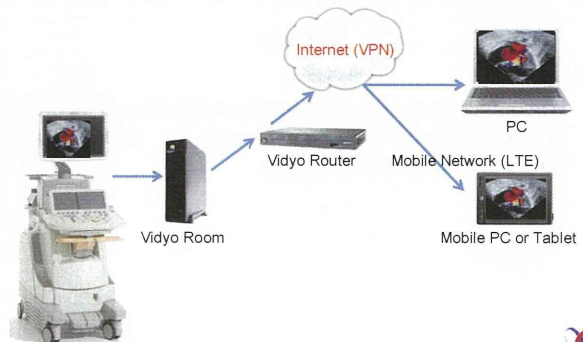 Internet (VPN)
PC
Vidyo Router
Mobile Network (LTE)
Vidyo Room
Mobile PC or Tablet